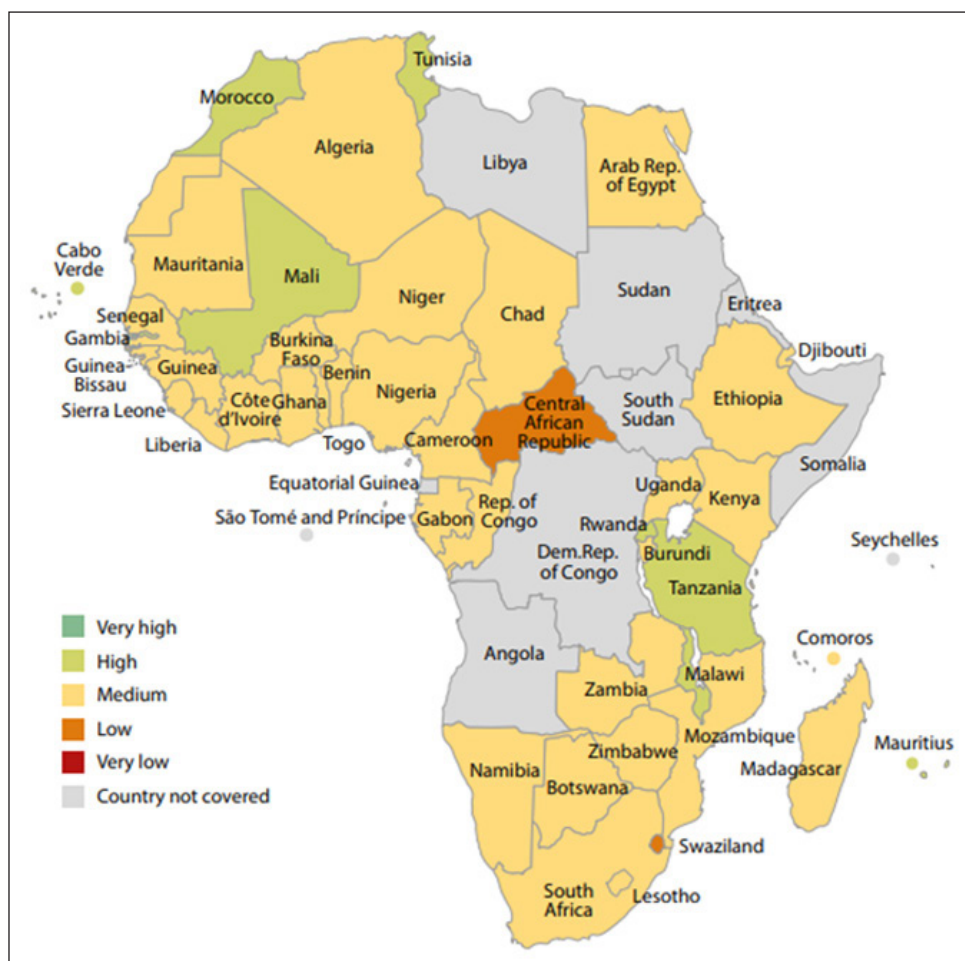 Tunisia
Morocco
Algeria
Libya
Arab Rep.
of Egypt
Cabo
Verde
Mauritania
Mali
Niger
Chad
Sudan
Eritrea
Senegal
Gambia
Guinea-
Bissau
Guinea
Burkina
Faso
Benin
Nigeria
Djibouti
Sierra Leone
Côte
d'Ivoire
Ghana
Central
African
Republic
South
Sudan
Ethiopia
Liberia
Togo
Cameroon
Somalia
Equatorial Guinea
São Tomé and Príncipe
Gabon
Rep. of
Congo
Uganda
Kenya
Rwanda
Dem.Rep.
of Congo
Burundi
Tanzania
Seychelles
Very high
High
Medium
Low
Very low
Country not covered
Angola
Zambia
Malawi
Comoros
Mozambique
Mauritius
Namibia
Zimbabwe
Botswana
Madagascar
Swaziland
South
Africa
Lesotho